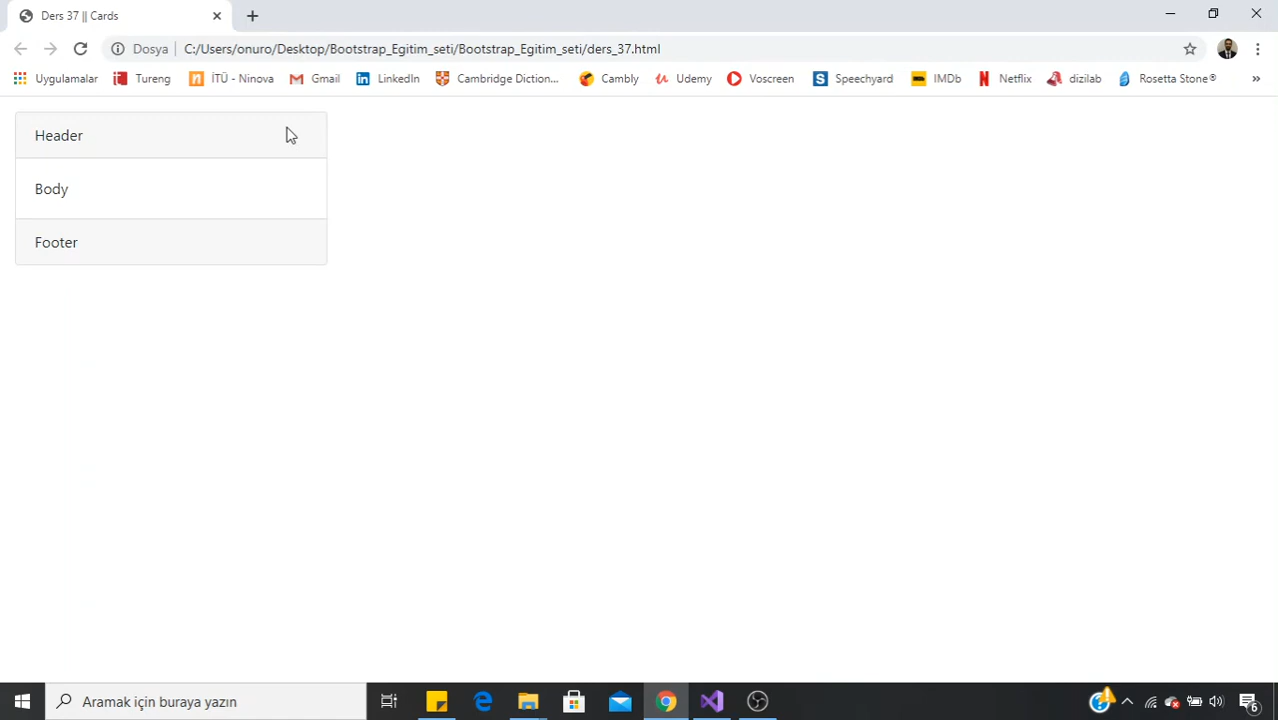 Ders 37 || Cards
Dosya C:/Users/onuro/Desktop/Bootstrap_Egitim_seti/Bootstrap_Egitim_seti/ders_37.html
Uygulamalar Tureng İTÜ - Ninova Gmail LinkedIn Cambridge Diction... Cambly Udemy Voscreen Speechyard IMDb Netflix dizilab Rosetta Stone® »
Header
Body
Footer
Aramak için buraya yazın
6